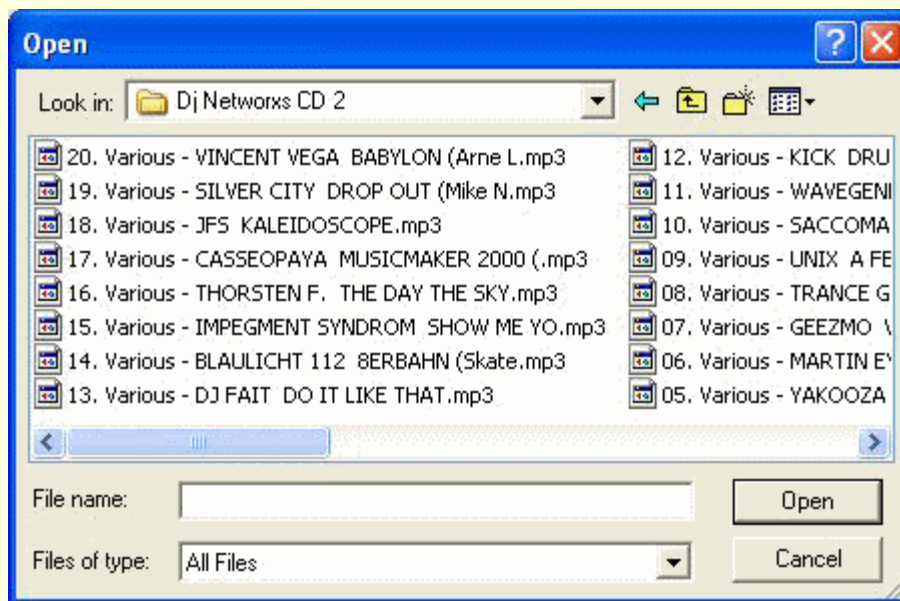 Open
Look in: Dj Networxs CD 2
20. Various - VINCENT VEGA BABYLON (Arne L.mp3
19. Various - SILVER CITY DROP OUT (Mike N.mp3
18. Various - JFS KALEIDOSCOPE.mp3
17. Various - CASSEOPAYA MUSICMAKER 2000 (.mp3
16. Various - THORSTEN F. THE DAY THE SKY.mp3
15. Various - IMPEGMENT SYNDROM SHOW ME YO.mp3
14. Various - BLAULICHT 112 8ERBAHN (Skate.mp3
13. Various - DJ FAIT DO IT LIKE THAT.mp3
12. Various - KICK DRU
11. Various - WAVEGENI
10. Various - SACCOMA
09. Various - UNIX A FE
08. Various - TRANCE G
07. Various - GEEZMO
06. Various - MARTIN EY
05. Various - YAKOOZA
File name:
Open
Files of type: All Files
Cancel